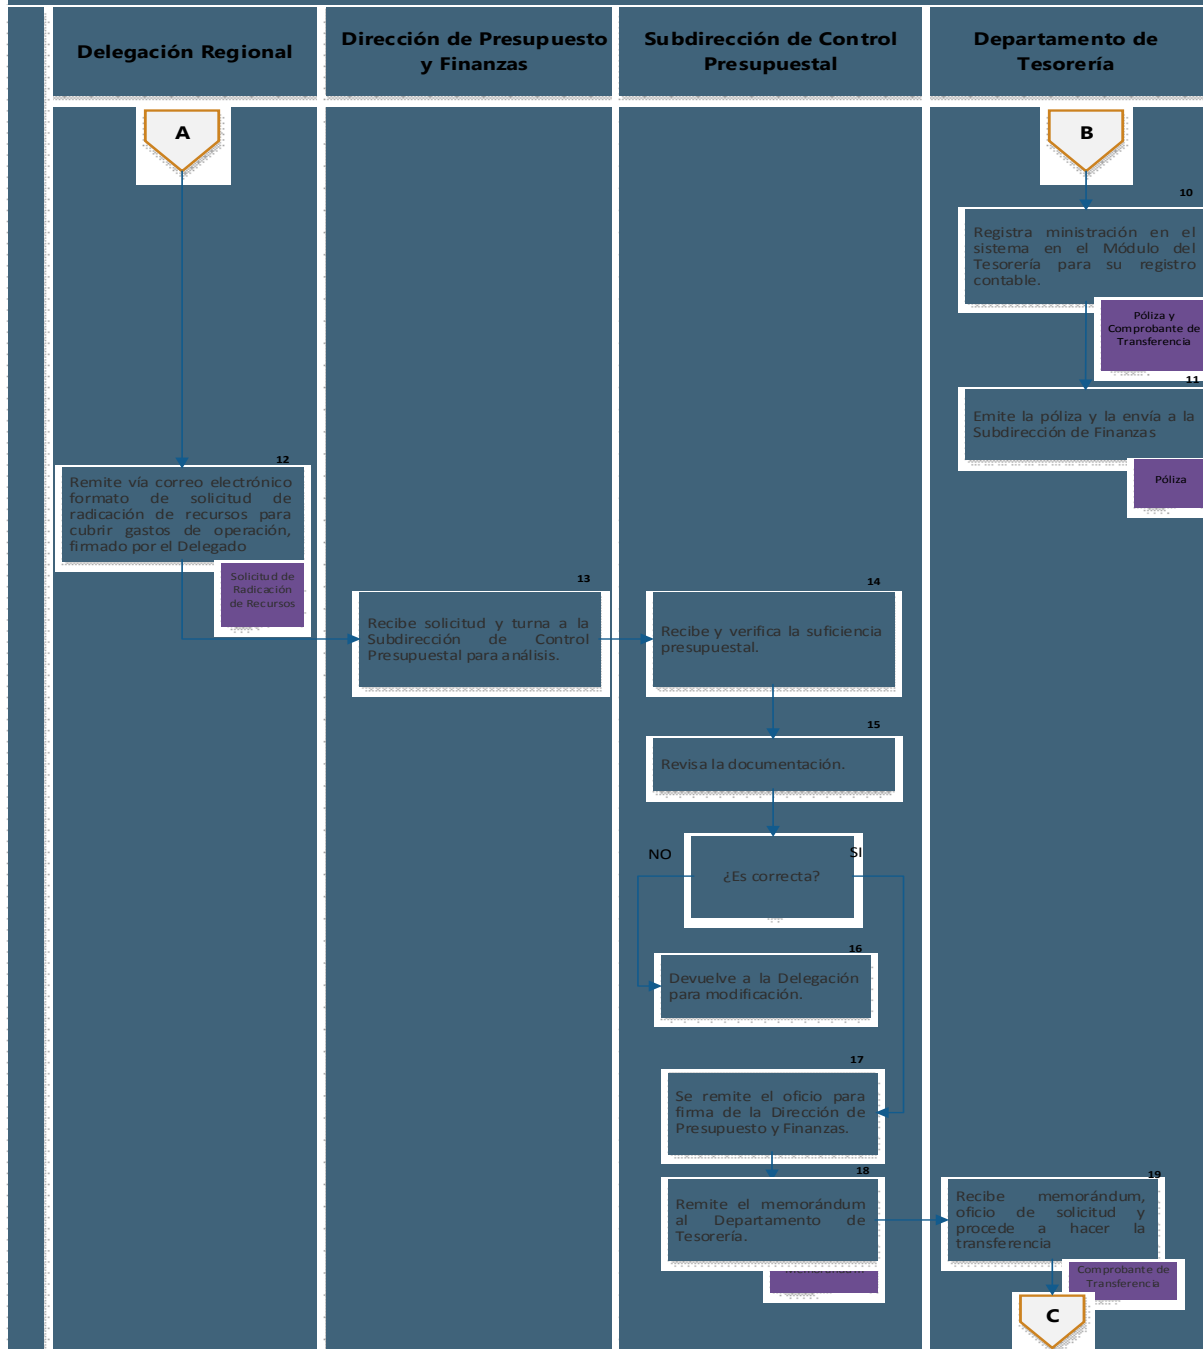 Delegación Regional
Dirección de Presupuesto
y Finanzas
Subdirección de Control
Presupuestal
Departamento de
Tesorería
A
B
10
Registra ministración en el
sistema en el Módulo del
Tesorería para su registro
contable.
Póliza y
Comprobante de
Transferencia
11
Emite la póliza y la envía a la
Subdirección de Finanzas
Póliza
12
Remite vía correo electrónico
formato de solicitud de
radicación de recursos para
cubrir gastos de operación,
firmado por el Delegado
Solicitud de
Radicación
de Recursos
13
Recibe solicitud y turna a la
Subdirección de Control
Presupuestal para análisis.
14
Recibe y verifica la suficiencia
presupuestal.
15
Revisa la documentación.
NO
SI
¿Es correcta?
16
Devuelve a la Delegación
para modificación.
17
Se remite el oficio para
firma de la Dirección de
Presupuesto y Finanzas.
18
Remite el memorándum
al Departamento de
Tesorería.
19
Recibe memorándum,
oficio de solicitud y
procede a hacer la
transferencia
Comprobante de
Transferencia
C